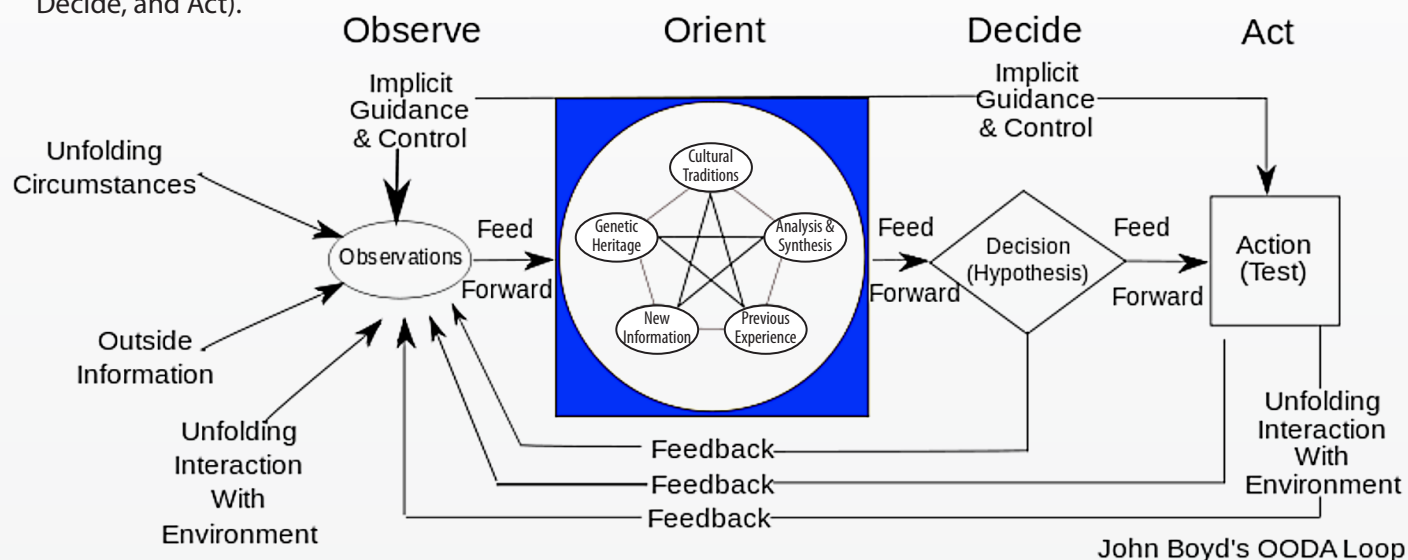 Decide, and Act).
Observe
Orient
Decide
Act
Implicit
Guidance
& Control
Implicit
Guidance
& Control
Unfolding
Circumstances
Observations
Feed
Forward
Cultural
Traditions
Genetic
Heritage
Analysis &
Synthesis
New
Information
Previous
Experience
Feed
Forward
Decision
(Hypothesis)
Feed
Forward
Action
(Test)
Outside
Information
Unfolding
Interaction
With
Environment
Unfolding
Interaction
With
Environment
Feedback
Feedback
Feedback
John Boyd's OODA Loop